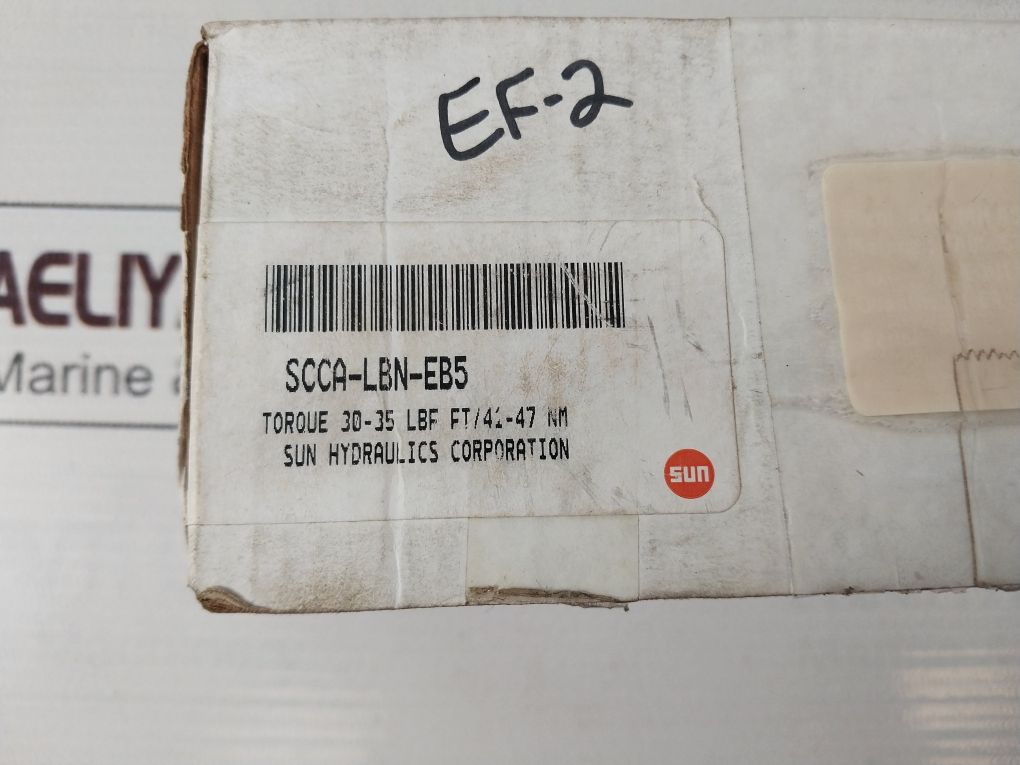 EF-2
AELIY
Marine &
SCCA-LBN-EB5
TORQUE 30-35 LBF FT/41-47 NM
SUN HYDRAULICS CORPORATION
sun